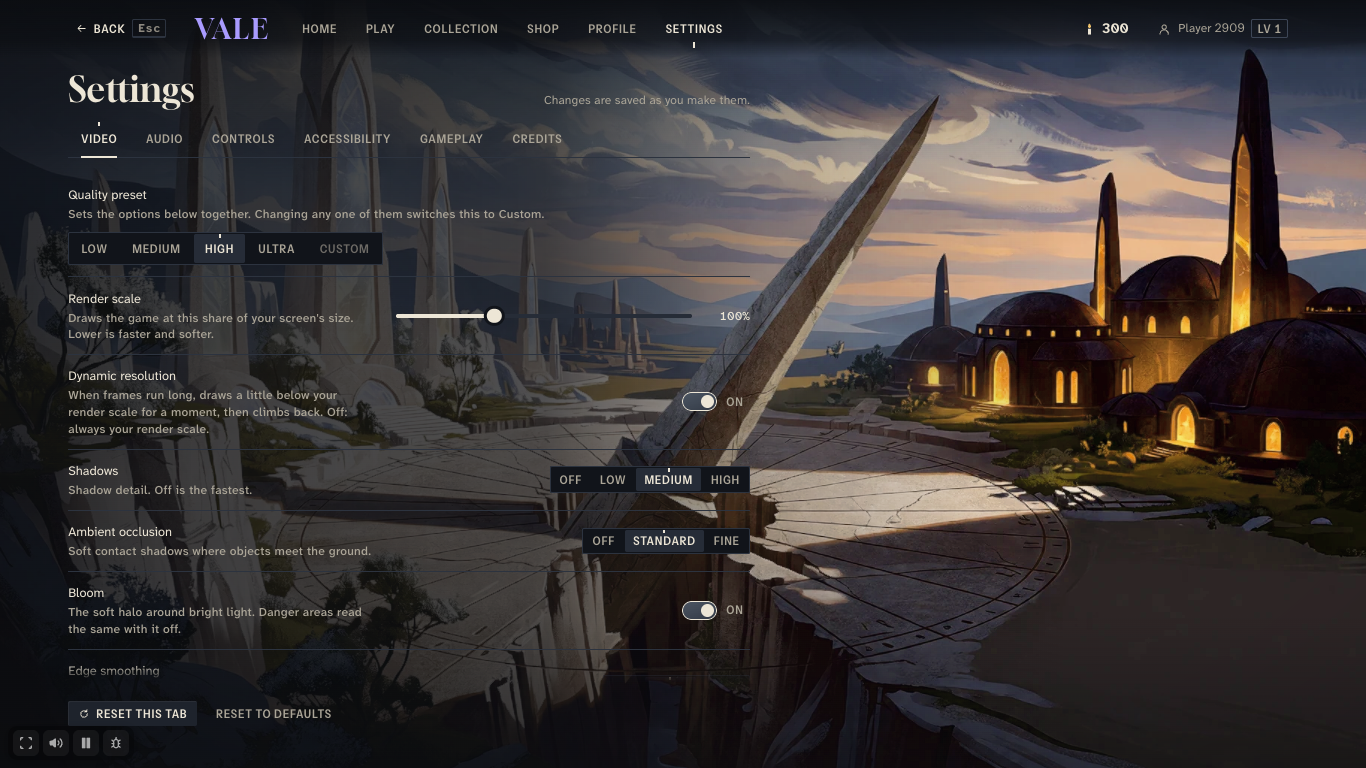 BACK Esc VALE HOME PLAY COLLECTION SHOP PROFILE SETTINGS 300 Player 2909 LV 1
Settings
Changes are saved as you make them.
VIDEO AUDIO CONTROLS ACCESSIBILITY GAMEPLAY CREDITS
Quality preset
Sets the options below together. Changing any one of them switches this to Custom.
LOW MEDIUM HIGH ULTRA CUSTOM
Render scale
Draws the game at this share of your screen's size.
Lower is faster and softer.
100%
Dynamic resolution
When frames run long, draws a little below your
render scale for a moment, then climbs back. Off:
always your render scale.
ON
Shadows
Shadow detail. Off is the fastest.
OFF LOW MEDIUM HIGH
Ambient occlusion
Soft contact shadows where objects meet the ground.
OFF STANDARD FINE
Bloom
The soft halo around bright light. Danger areas read
the same with it off.
ON
Edge smoothing
RESET THIS TAB RESET TO DEFAULTS